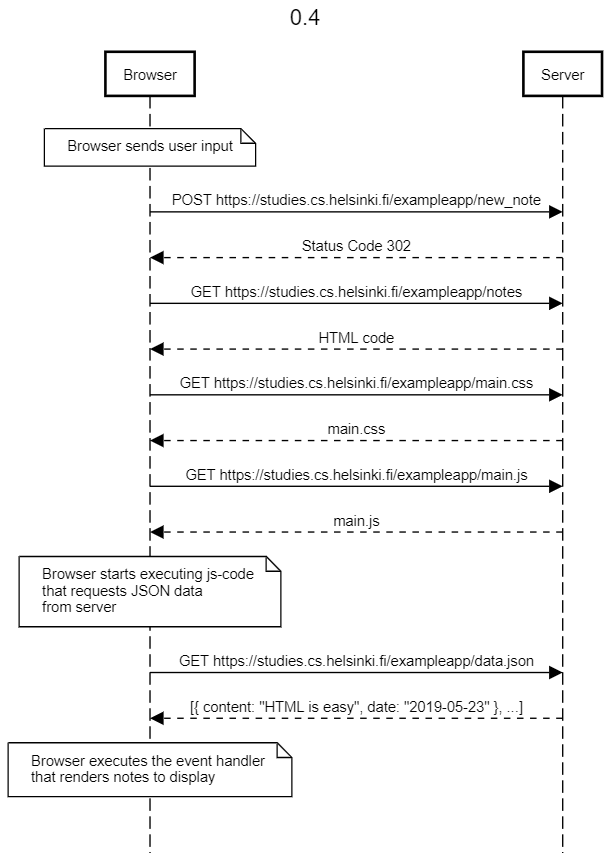 0.4
Browser
Server
Browser sends user input
POST https://studies.cs.helsinki.fi/exampleapp/new_note
Status Code 302
GET https://studies.cs.helsinki.fi/exampleapp/notes
HTML code
GET https://studies.cs.helsinki.fi/exampleapp/main.css
main.css
GET https://studies.cs.helsinki.fi/exampleapp/main.js
main.js
Browser starts executing js-code
that requests JSON data
from server
GET https://studies.cs.helsinki.fi/exampleapp/data.json
[{ content: "HTML is easy", date: "2019-05-23" }, ...]
Browser executes the event handler
that renders notes to display